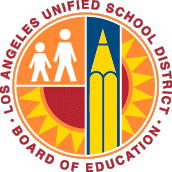 LOS ANGELES UNIFIED SCHOOL DISTRICT
BOARD OF EDUCATION